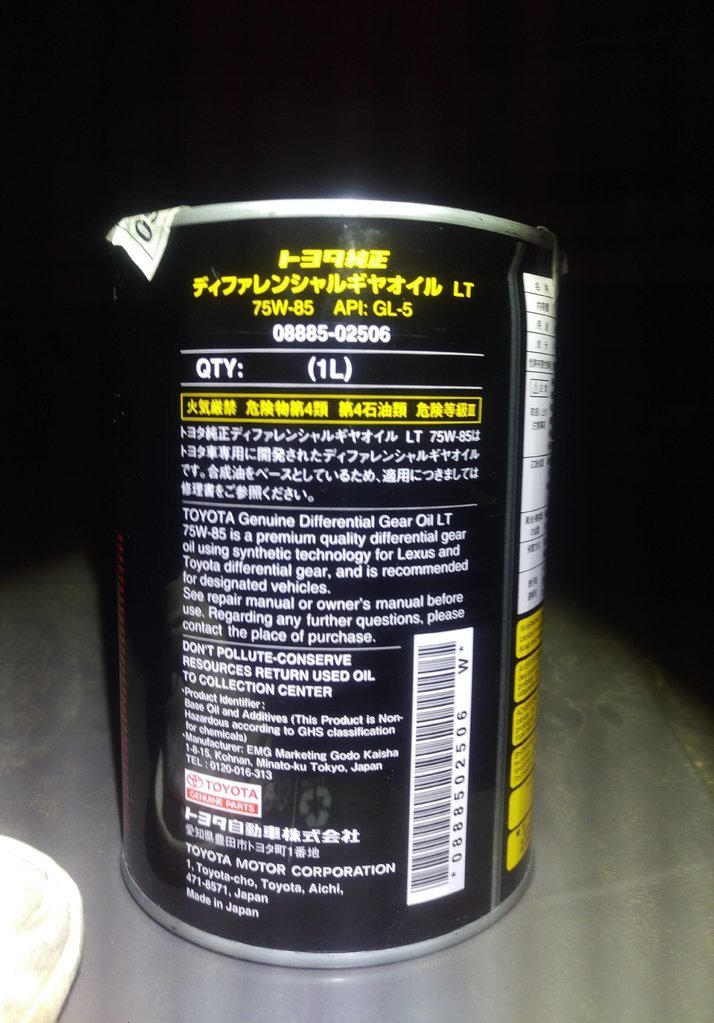 トヨタ純正
ディファレンシャルギヤオイル LT
75W-85 API: GL-5
08885-02506
QTY: (1L)
火気厳禁 危険物第4類 第4石油類 危険等級Ⅲ
トヨタ純正ディファレンシャルギヤオイル LT 75W-85は
トヨタ車専用に開発されたディファレンシャルギヤオイル
です。合成油をベースとしているため、適用につきましては
修理書をご参照ください。
TOYOTA Genuine Differential Gear Oil LT
75W-85 is a premium quality differential gear
oil using synthetic technology for Lexus and
Toyota differential gear, and is recommended
for designated vehicles.
See repair manual or owner's manual before
use. Regarding any further questions, please
contact the place of purchase.
DON'T POLLUTE-CONSERVE
RESOURCES RETURN USED OIL
TO COLLECTION CENTER
・Product Identifier:
Base Oil and Additives (This Product is Non-
Hazardous according to GHS classification
for chemicals)
・Manufacturer: EMG Marketing Godo Kaisha
1-8-15, Kohnan, Minato-ku Tokyo, Japan
TEL : 0120-016-313
TOYOTA
GENUINE PARTS
トヨタ自動車株式会社
愛知県豊田市トヨタ町1番地
TOYOTA MOTOR CORPORATION
1, Toyota-cho, Toyota, Aichi,
471-8571, Japan
Made in Japan
*0888502506 W*